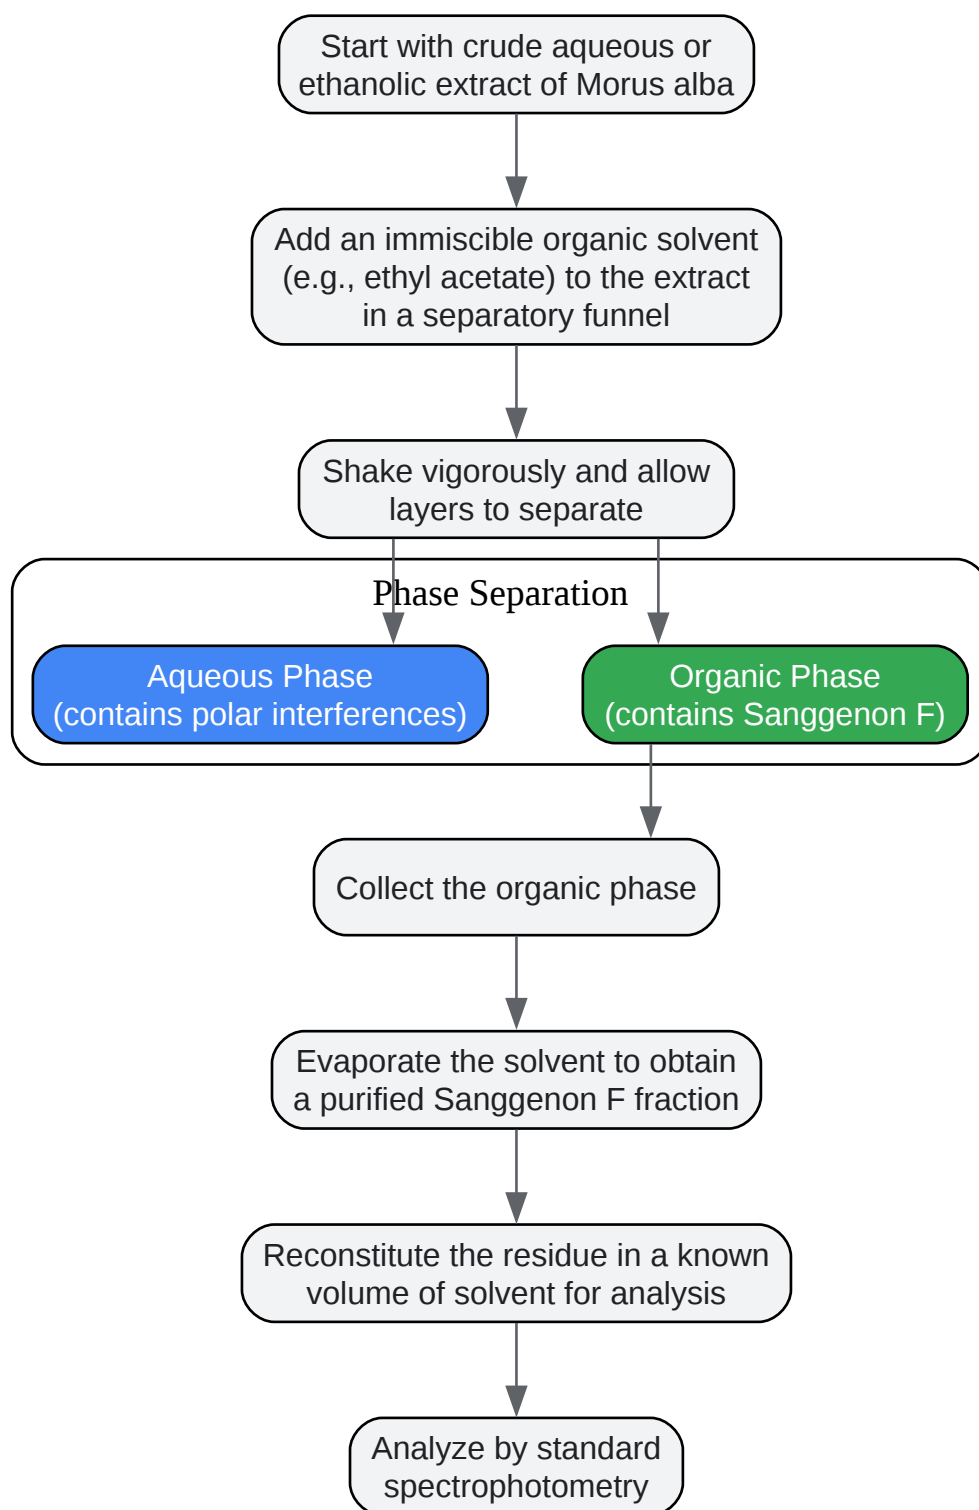 Start with crude aqueous or
ethanolic extract of Morus alba
Add an immiscible organic solvent
(e.g., ethyl acetate) to the extract
in a separatory funnel
Shake vigorously and allow
layers to separate
Phase Separation
Aqueous Phase
(contains polar interferences)
Organic Phase
(contains Sanggenon F)
Collect the organic phase
Evaporate the solvent to obtain
a purified Sanggenon F fraction
Reconstitute the residue in a known
volume of solvent for analysis
Analyze by standard
spectrophotometry